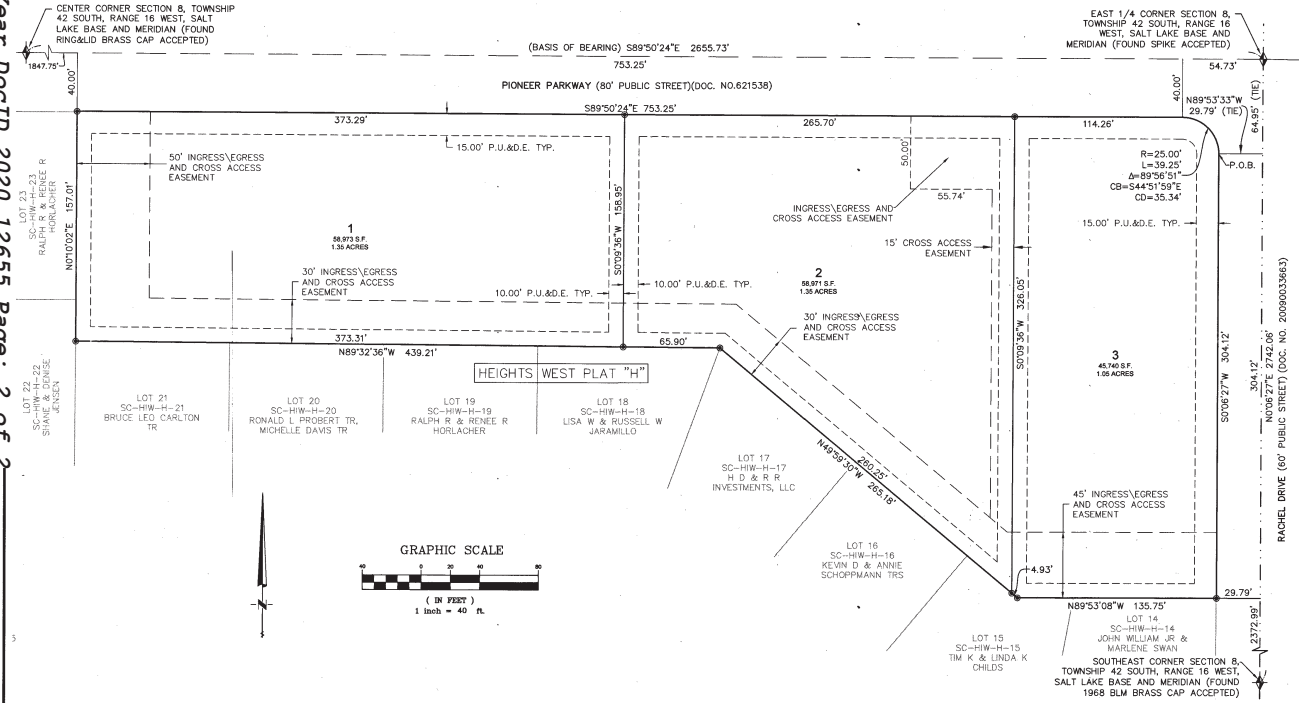 Year DocID 2020 12655 Page: 2 of 2
CENTER CORNER SECTION 8, TOWNSHIP
42 SOUTH, RANGE 16 WEST, SALT
LAKE BASE AND MERIDIAN (FOUND
RING&LID BRASS CAP ACCEPTED)
EAST 1/4 CORNER SECTION 8,
TOWNSHIP 42 SOUTH, RANGE 16
WEST, SALT LAKE BASE AND
MERIDIAN (FOUND SPIKE ACCEPTED)
(BASIS OF BEARING) S89°50'24"E 2655.73'
1847.75'
753.25'
54.73'
40.00'
PIONEER PARKWAY (80' PUBLIC STREET)(DOC. NO.621538)
40.00'
N89°53'33"W
29.79' (TIE)
64.95' (TIE)
S89°50'24"E 753.25'
373.29'
265.70'
114.26'
15.00' P.U.&D.E. TYP.
50' INGRESS\EGRESS
AND CROSS ACCESS
EASEMENT
50.00'
55.74'
R=25.00'
L=39.25'
Δ=89°56'51"
CB=S44°51'59"E
CD=35.34'
P.O.B.
LOT 23
SC-HIW-H-23
RALPH R & RENEE R
HORLACHER
N0°10'02"E 157.01'
S0°09'36"W 158.95'
INGRESS\EGRESS AND
CROSS ACCESS EASEMENT
15.00' P.U.&D.E. TYP.
1
58,973 S.F.
1.35 ACRES
15' CROSS ACCESS
EASEMENT
30' INGRESS\EGRESS
AND CROSS ACCESS
EASEMENT
10.00' P.U.&D.E. TYP.
10.00' P.U.&D.E. TYP.
2
58,971 S.F.
1.35 ACRES
30' INGRESS\EGRESS
AND CROSS ACCESS
EASEMENT
S0°09'36"W 326.05'
3
45,740 S.F.
1.05 ACRES
S0°06'27"W 304.12'
304.12'
N0°06'27"E 2742.06'
RACHEL DRIVE (60' PUBLIC STREET) (DOC. NO. 20090033663)
373.31'
65.90'
N89°32'36"W 439.21'
HEIGHTS WEST PLAT "H"
LOT 22
SC-HIW-H-22
SHANE & DENISE
JENSEN
LOT 21
SC-HIW-H-21
BRUCE LEO CARLTON
TR
LOT 20
SC-HIW-H-20
RONALD L PROBERT TR,
MICHELLE DAVIS TR
LOT 19
SC-HIW-H-19
RALPH R & RENEE R
HORLACHER
LOT 18
SC-HIW-H-18
LISA W & RUSSELL W
JARAMILLO
LOT 17
SC-HIW-H-17
H D & R R
INVESTMENTS, LLC
260.25'
N49°59'30"W 265.18'
45' INGRESS\EGRESS
AND CROSS ACCESS
EASEMENT
LOT 16
SC-HIW-H-16
KEVIN D & ANNIE
SCHOPPMANN TRS
4.93'
29.79'
N89°53'08"W 135.75'
2372.99'
LOT 15
SC-HIW-H-15
TIM K & LINDA K
CHILDS
LOT 14
SC-HIW-H-14
JOHN WILLIAM JR &
MARLENE SWAN
SOUTHEAST CORNER SECTION 8,
TOWNSHIP 42 SOUTH, RANGE 16 WEST,
SALT LAKE BASE AND MERIDIAN (FOUND
1968 BLM BRASS CAP ACCEPTED)
GRAPHIC SCALE
40 0 20 40 80
( IN FEET )
1 inch = 40 ft.
N